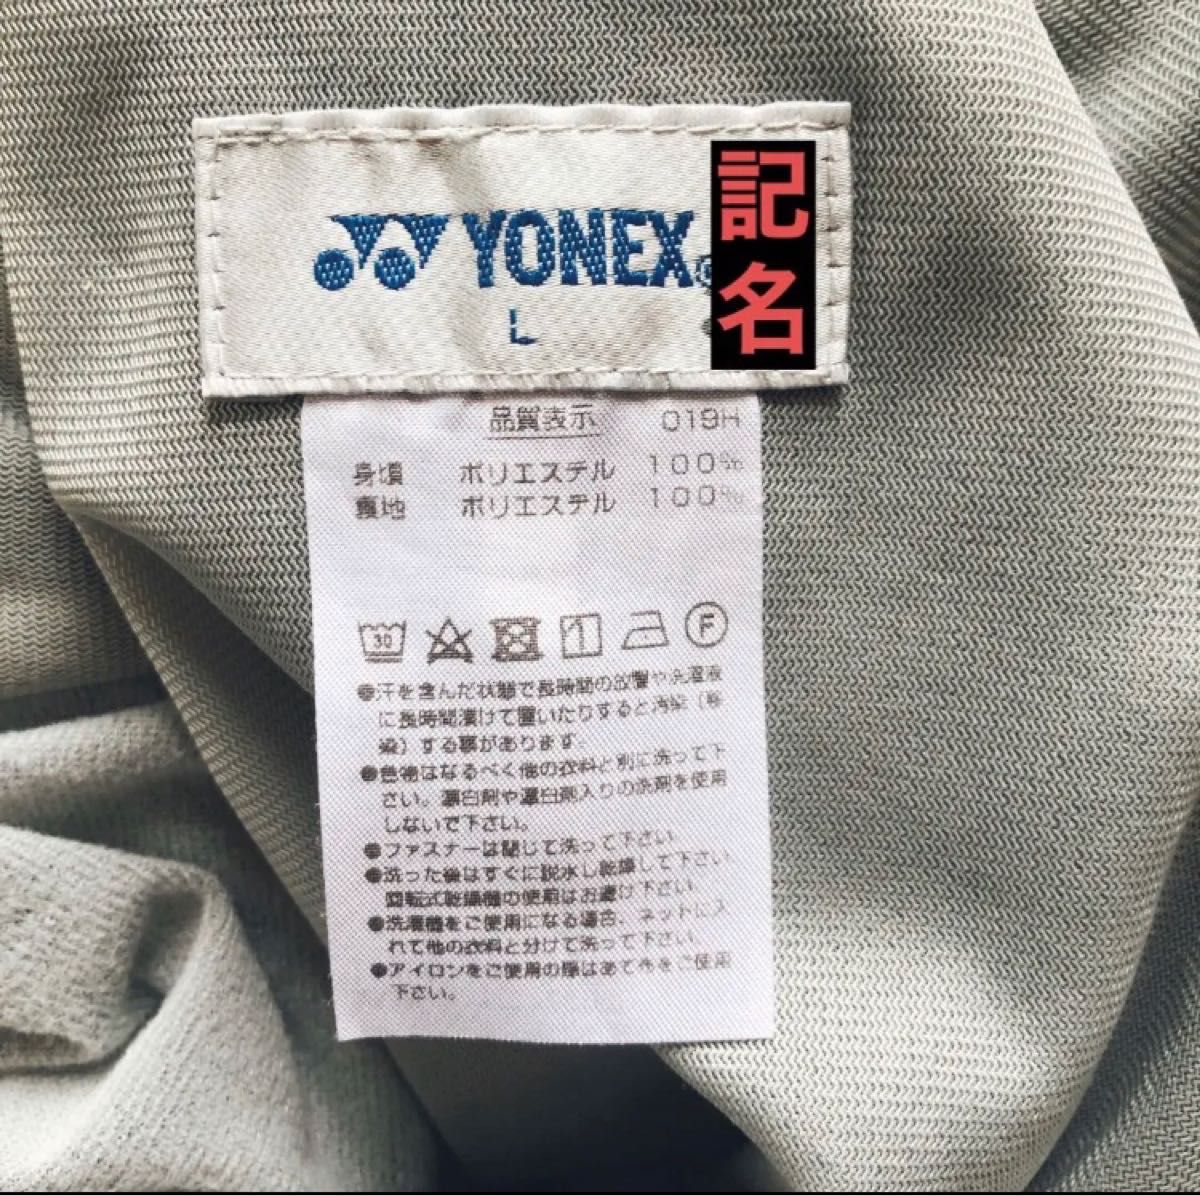 YONEX
L
記名
品質表示 019H
身頃 ポリエステル 100%
裏地 ポリエステル 100%
30 1 F
●汗を含んだ状態で長時間の放置や洗濯液
に長時間漬けて置いたりすると汚染（移
染）する事があります。
●色物はなるべく他の衣料と別に洗って下
さい。漂白剤や漂白剤入りの洗剤を使用
しないで下さい。
●ファスナーは閉じて洗って下さい。
●洗った後はすぐに脱水し乾燥して下さい
回転式乾燥機の使用はお避け下さい。
●洗濯機をご使用になる場合、ネットに入
れて他の衣料と分けて洗って下さい。
●アイロンをご使用の際はあて布をご使用
下さい。